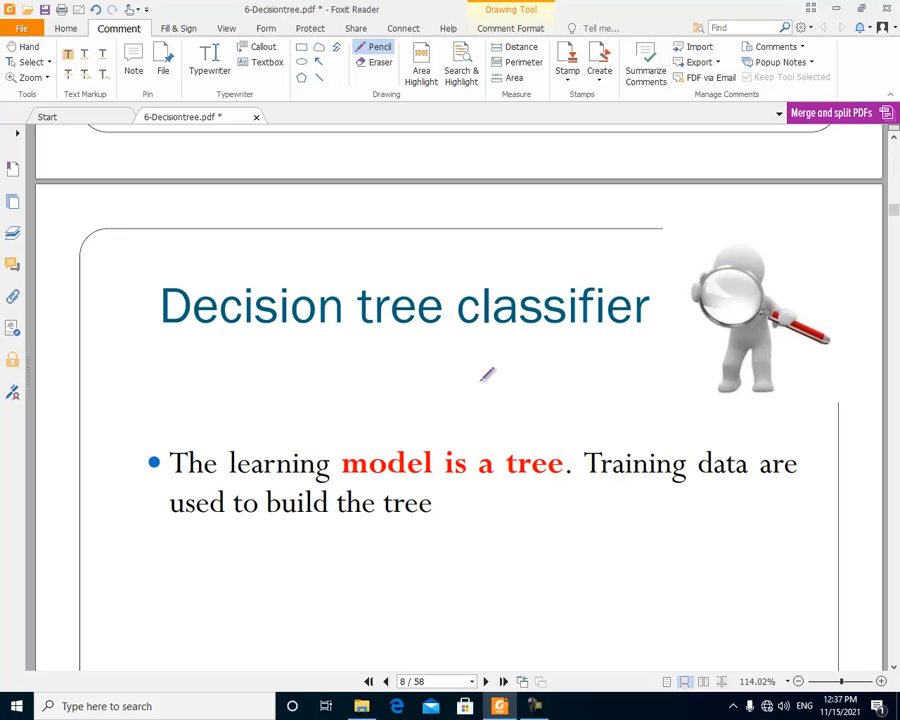 6-Decisiontree.pdf * - Foxit Reader
Drawing Tool
File Home Comment Fill & Sign View Form Protect Share Connect Help Comment Format Tell me... Find
Hand Select Zoom
Tools
T T T
T T T
Text Markup
Note File
Pin
Typewriter Callout Textbox
Typewriter
Pencil Eraser
Drawing
Area Highlight
Search & Highlight
Distance Perimeter Area
Measure
Stamp Create
Stamps
Summarize Comments
Import Export FDF via Email
Comments Popup Notes Keep Tool Selected
Manage Comments
Start 6-Decisiontree.pdf * Merge and split PDFs
Decision tree classifier
The learning model is a tree. Training data are
used to build the tree
8 / 58 114.02%
Type here to search
ENG
12:37 PM
11/15/2021
1